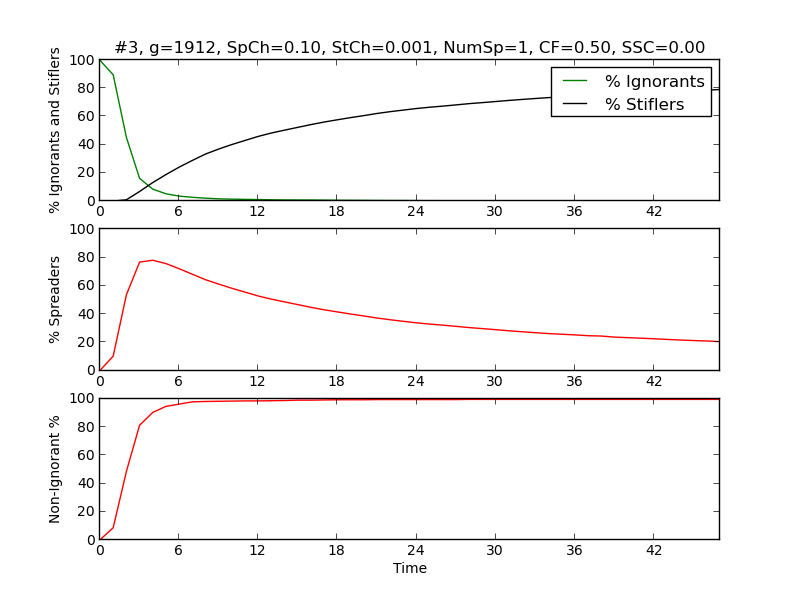 #3, g=1912, SpCh=0.10, StCh=0.001, NumSp=1, CF=0.50, SSC=0.00
% Ignorants and Stiflers
100
80
60
40
20
0
% Ignorants
% Stiflers
0 6 12 18 24 30 36 42
% Spreaders
100
80
60
40
20
0
0 6 12 18 24 30 36 42
Non-Ignorant %
100
80
60
40
20
0
0 6 12 18 24 30 36 42
Time